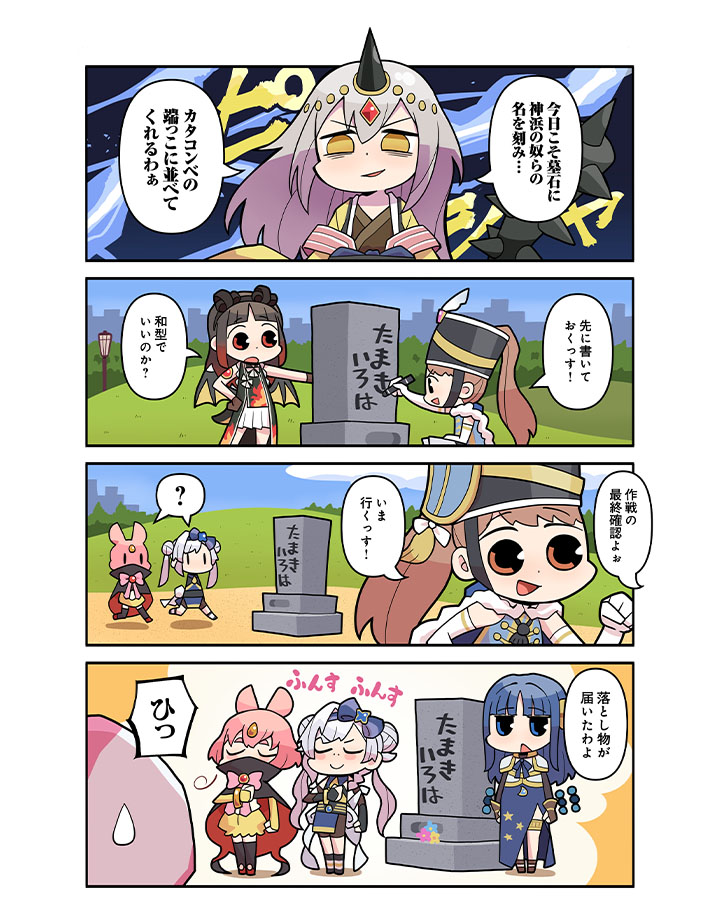 今日こそ墓石に
神浜の奴らの
名を刻み…
カタコンベの
端っこに並べて
くれるわぁ
ピシャ
先に書いて
おくっす！
たまき
いろは
和型で
いいのか？
作戦の
最終確認よぉ
いま
行くっす！
たまき
いろは
？
落とし物が
届いたわよ
たまき
いろは
ふんす ふんす
ひっ